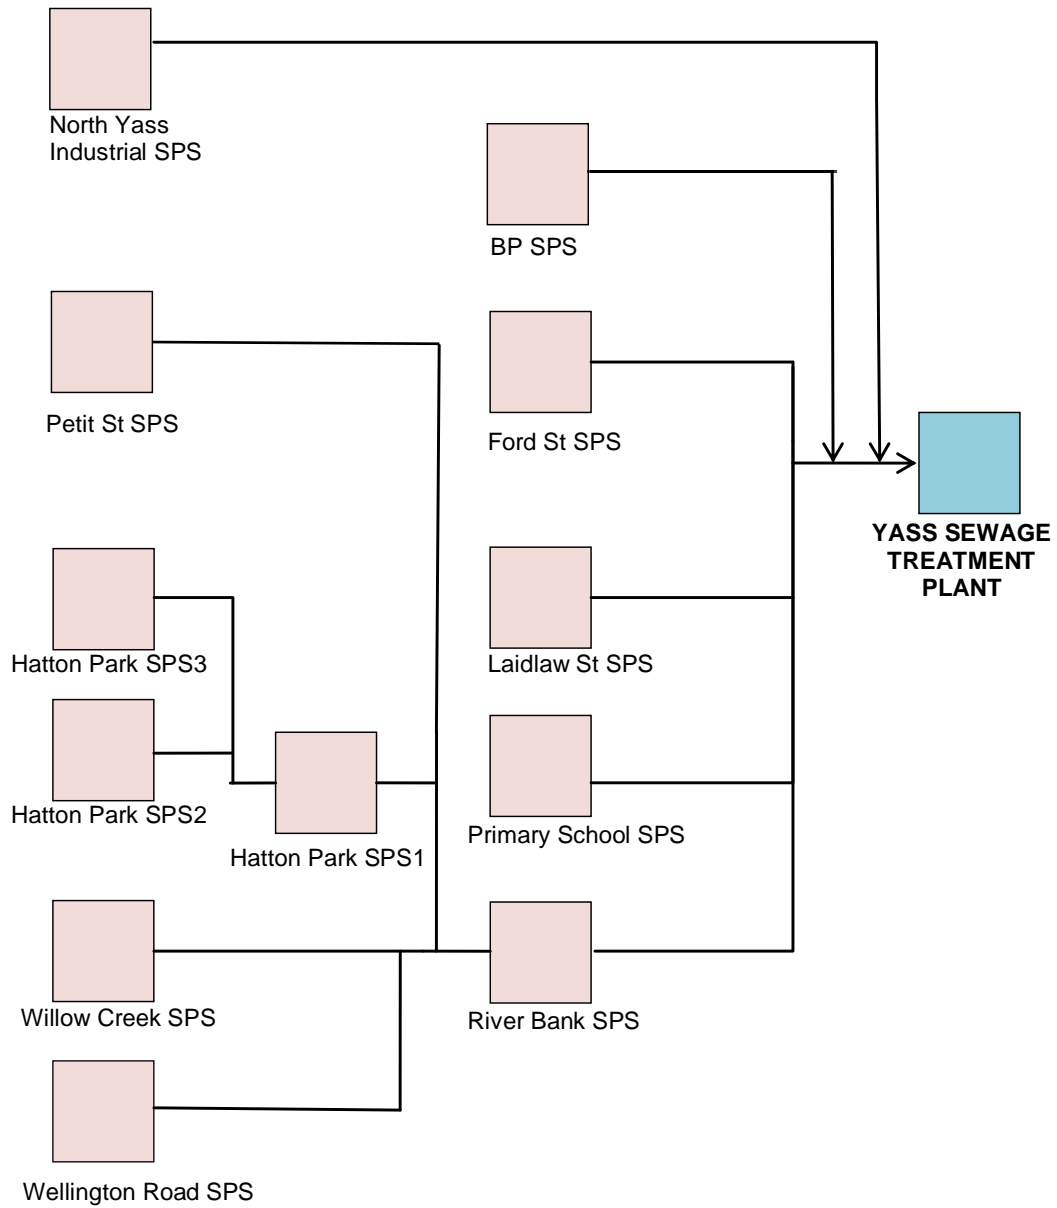 North Yass
Industrial SPS
BP SPS
Petit St SPS
Ford St SPS
YASS SEWAGE
TREATMENT
PLANT
Hatton Park SPS3
Laidlaw St SPS
Hatton Park SPS2
Hatton Park SPS1
Primary School SPS
Willow Creek SPS
River Bank SPS
Wellington Road SPS